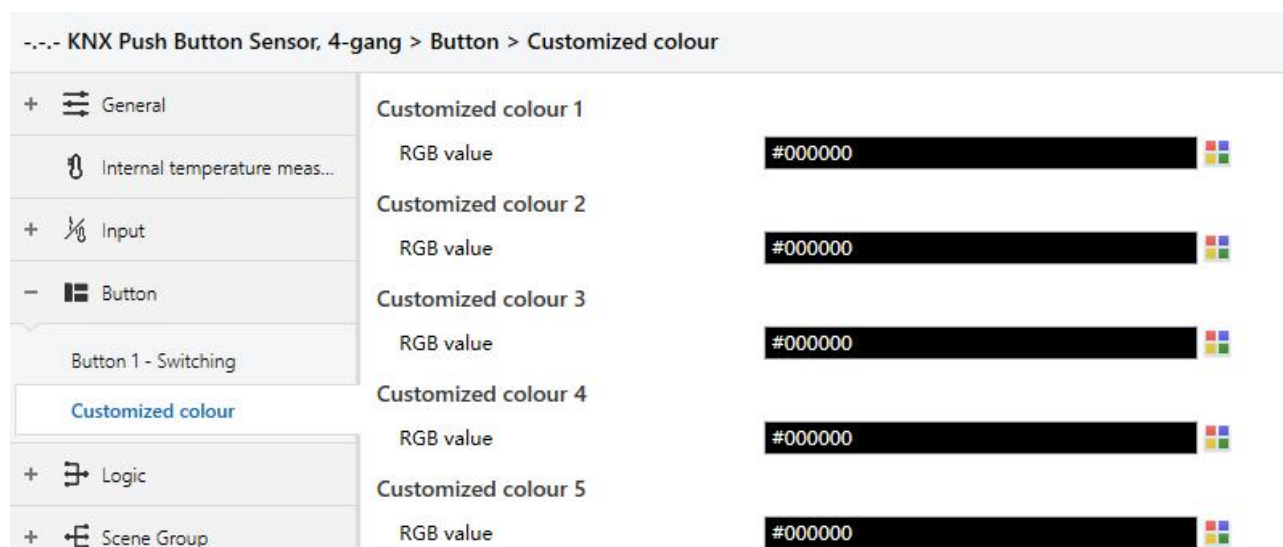 -.-.- KNX Push Button Sensor, 4-gang > Button > Customized colour
+ General
Internal temperature meas...
+ Input
− Button
Button 1 - Switching
Customized colour
+ Logic
+ Scene Group
Customized colour 1
RGB value #000000
Customized colour 2
RGB value #000000
Customized colour 3
RGB value #000000
Customized colour 4
RGB value #000000
Customized colour 5
RGB value #000000